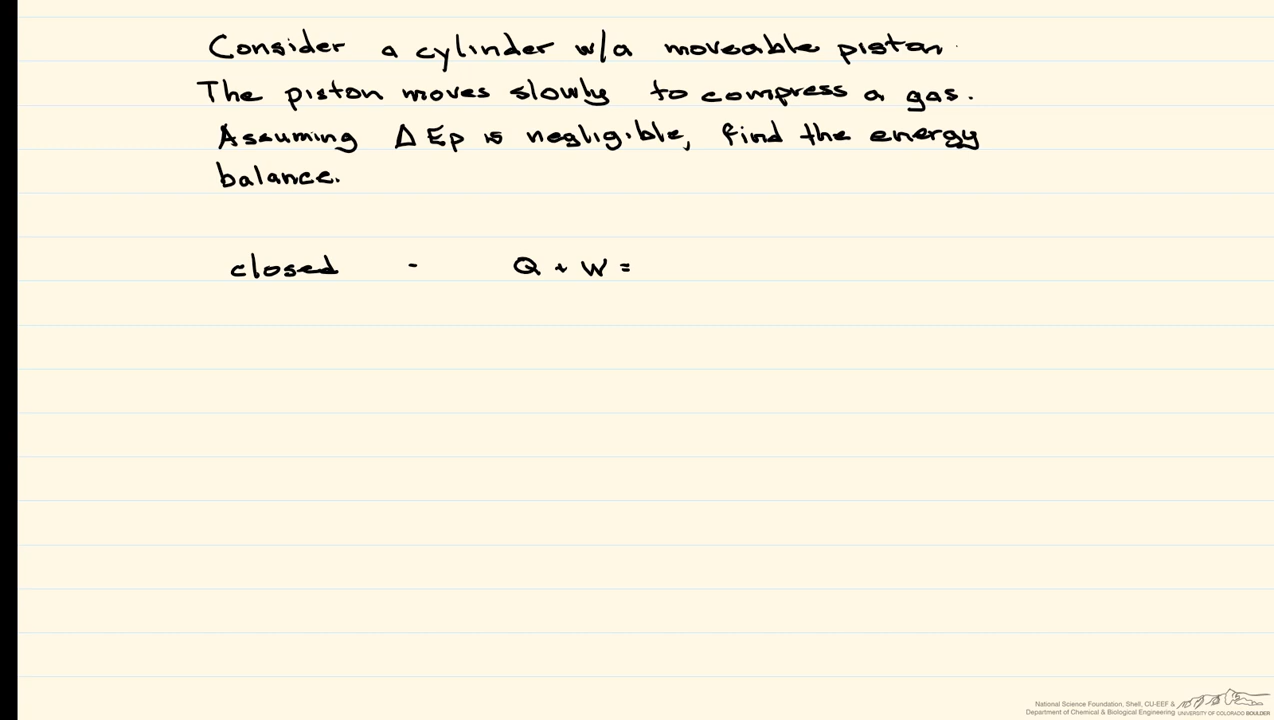 Consider a cylinder w/a moveable piston.
The piston moves slowly to compress a gas.
Assuming Δ Ep is negligible, find the energy
balance.
closed - Q + W =
National Science Foundation, Shell, CU-EEF &
Department of Chemical & Biological Engineering UNIVERSITY OF COLORADO BOULDER